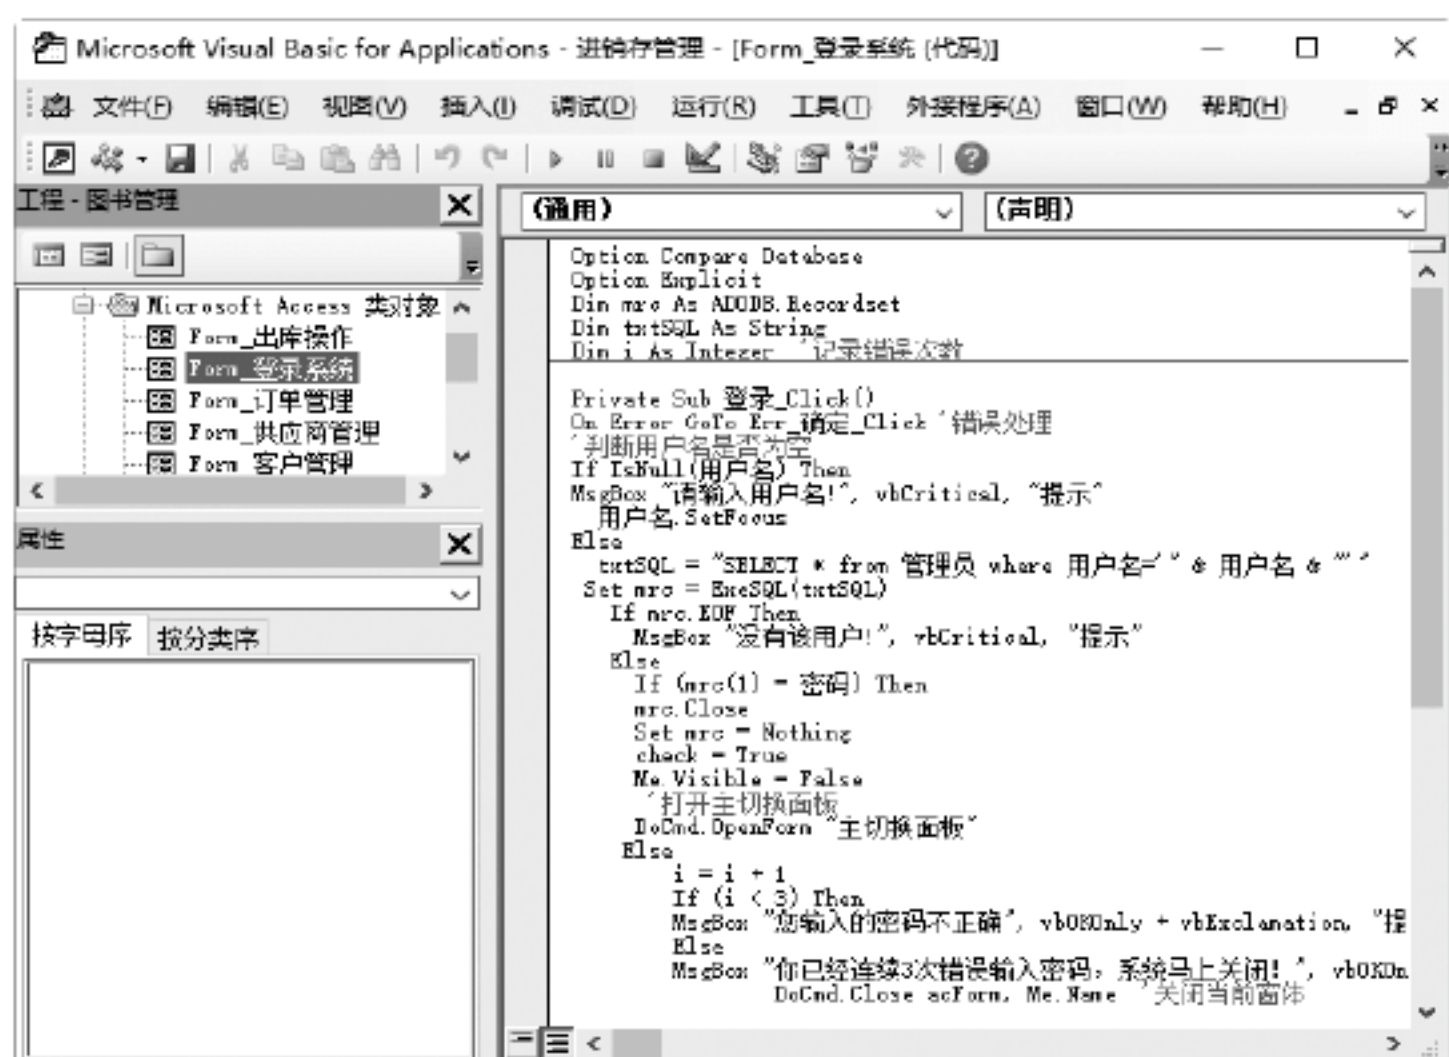 Microsoft Visual Basic for Applications - 进销存管理 - [Form_登录系统 (代码)]
文件(F) 编辑(E) 视图(V) 插入(I) 调试(D) 运行(R) 工具(T) 外接程序(A) 窗口(W) 帮助(H)
工程 - 图书管理
Microsoft Access 类对象
Form_出库操作
Form_登录系统
Form_订单管理
Form_供应商管理
Form_客户管理
属性
按字母序 按分类序
(通用) (声明)
Option Compare Database
Option Explicit
Dim mrc As ADODB.Recordset
Dim txtSQL As String
Dim i As Integer '记录错误次数
Private Sub 登录_Click()
On Error GoTo Err_确定_Click '错误处理
'判断用户名是否为空
If IsNull(用户名) Then
MsgBox "请输入用户名!", vbCritical, "提示"
用户名.SetFocus
Else
txtSQL = "SELECT * from 管理员 where 用户名='" & 用户名 & "'"
Set mrc = ExeSQL(txtSQL)
If mrc.EOF Then
MsgBox "没有该用户!", vbCritical, "提示"
Else
If (mrc(1) = 密码) Then
mrc.Close
Set mrc = Nothing
check = True
Me.Visible = False
'打开主切换面板
DoCmd.OpenForm "主切换面板"
Else
i = i + 1
If (i < 3) Then
MsgBox "您输入的密码不正确", vbOKOnly + vbExclamation, "提
Else
MsgBox "你已经连续3次错误输入密码，系统马上关闭! ", vbOKOn
DoCmd.Close acForm, Me.Name '关闭当前窗体